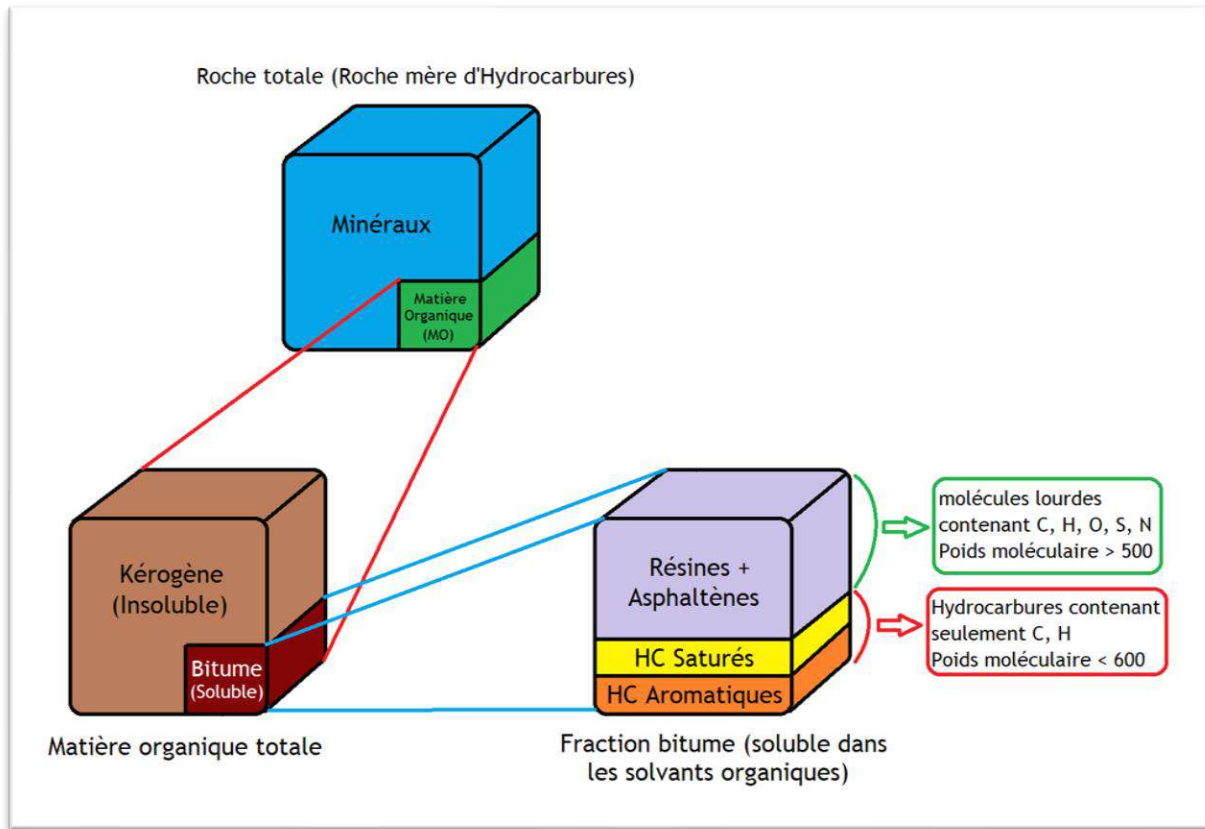 Roche totale (Roche mère d'Hydrocarbures)
Minéraux
Matière
Organique
(MO)
Kérogène
(Insoluble)
Bitume
(Soluble)
Matière organique totale
Résines +
Asphaltènes
HC Saturés
HC Aromatiques
Fraction bitume (soluble dans
les solvants organiques)
molécules lourdes
contenant C, H, O, S, N
Poids moléculaire > 500
Hydrocarbures contenant
seulement C, H
Poids moléculaire < 600